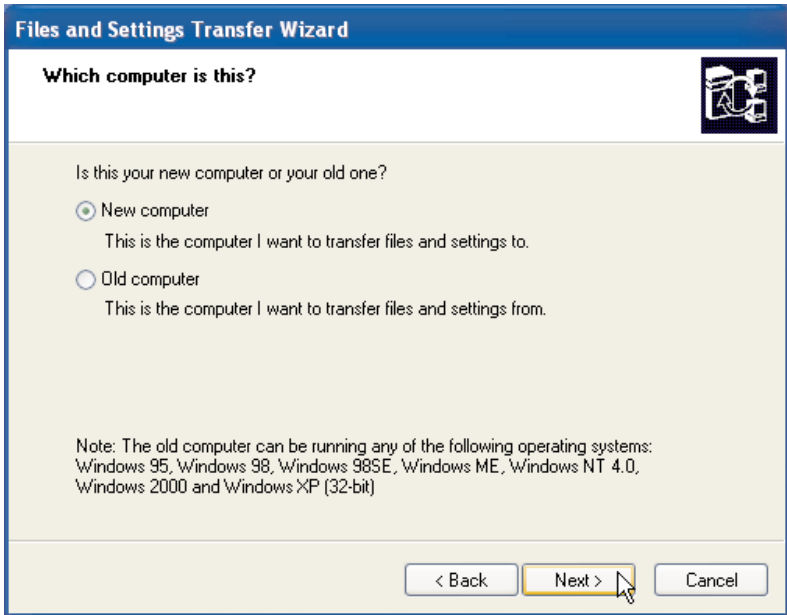 Files and Settings Transfer Wizard
Which computer is this?
Is this your new computer or your old one?
New computer
This is the computer I want to transfer files and settings to.
Old computer
This is the computer I want to transfer files and settings from.
Note: The old computer can be running any of the following operating systems:
Windows 95, Windows 98, Windows 98SE, Windows ME, Windows NT 4.0,
Windows 2000 and Windows XP (32-bit)
< Back Next > Cancel